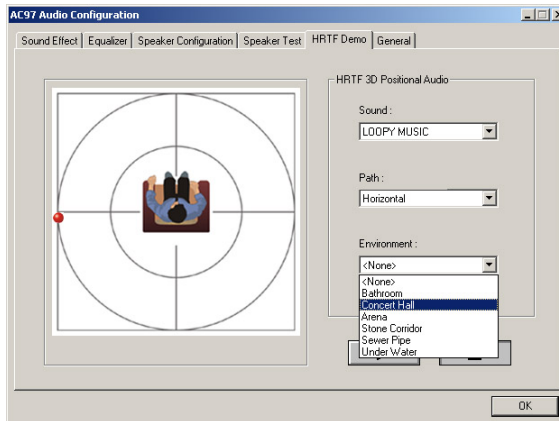 AC97 Audio Configuration
Sound Effect Equalizer Speaker Configuration Speaker Test HRTF Demo General
HRTF 3D Positional Audio
Sound :
LOOPY MUSIC
Path :
Horizontal
Environment :
<None>
<None>
Bathroom
Concert Hall
Arena
Stone Corridor
Sewer Pipe
Under Water
OK